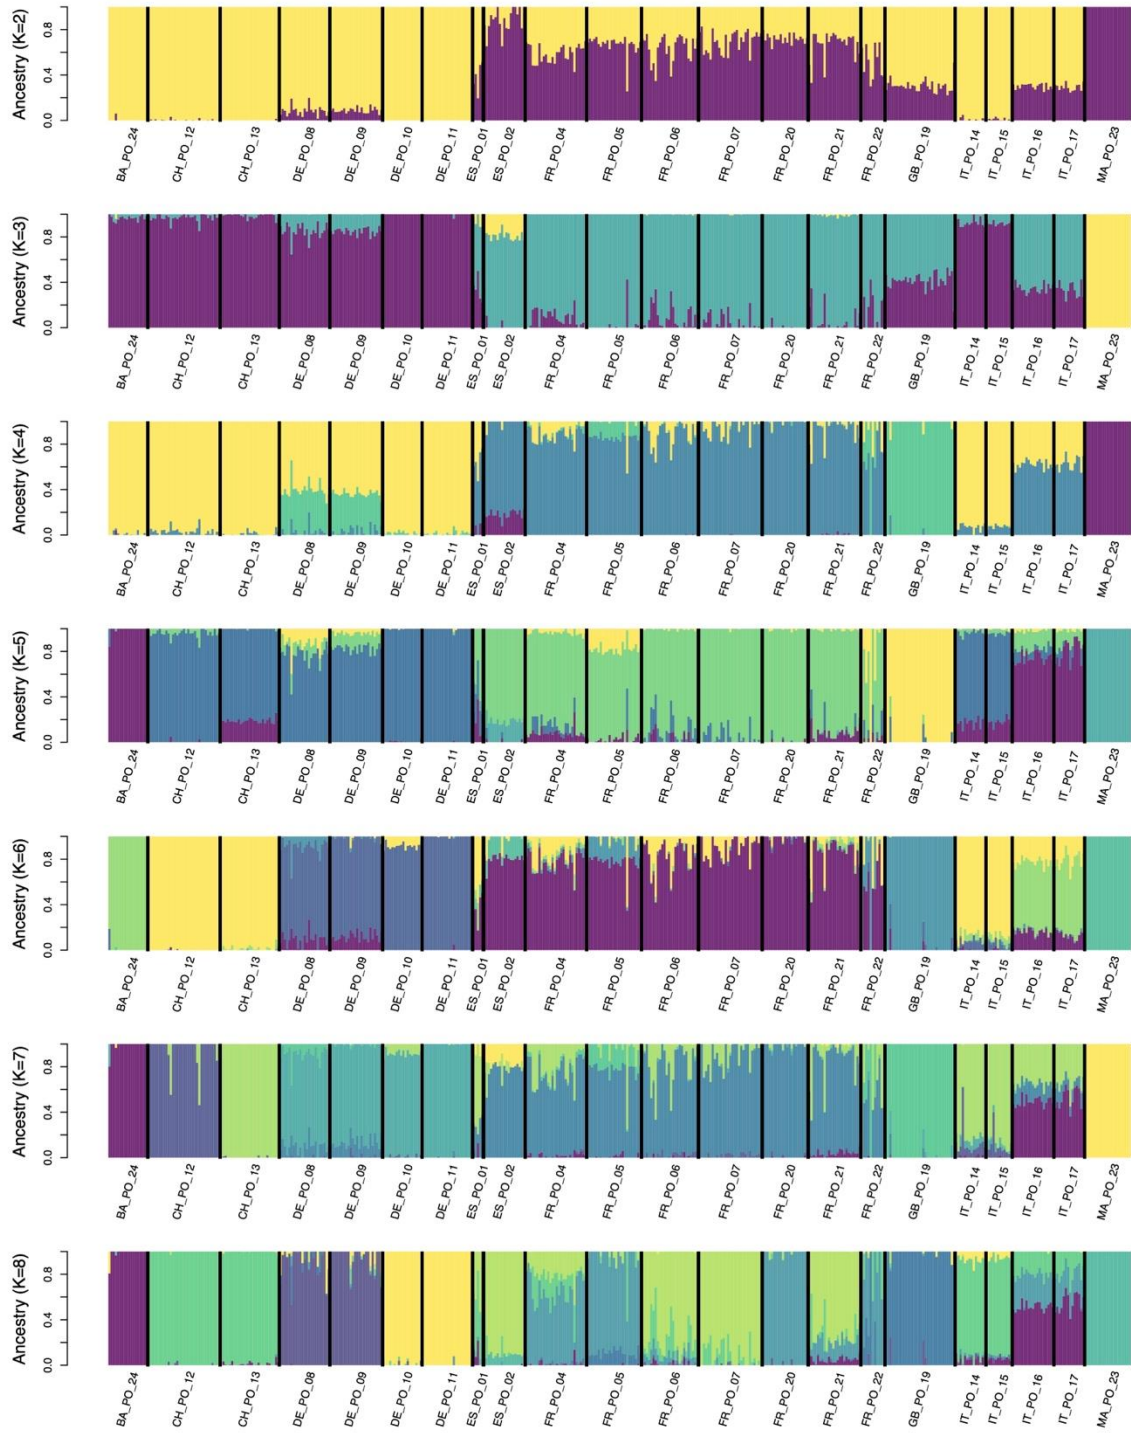 Ancestry (K=2)
0.0 0.4 0.8
BA_PO_24 CH_PO_12 CH_PO_13 DE_PO_08 DE_PO_09 DE_PO_10 DE_PO_11 ES_PO_01 ES_PO_02 FR_PO_04 FR_PO_05 FR_PO_06 FR_PO_07 FR_PO_20 FR_PO_21 FR_PO_22 GB_PO_19 IT_PO_14 IT_PO_15 IT_PO_16 IT_PO_17 MA_PO_23
Ancestry (K=3)
0.0 0.4 0.8
BA_PO_24 CH_PO_12 CH_PO_13 DE_PO_08 DE_PO_09 DE_PO_10 DE_PO_11 ES_PO_01 ES_PO_02 FR_PO_04 FR_PO_05 FR_PO_06 FR_PO_07 FR_PO_20 FR_PO_21 FR_PO_22 GB_PO_19 IT_PO_14 IT_PO_15 IT_PO_16 IT_PO_17 MA_PO_23
Ancestry (K=4)
0.0 0.4 0.8
BA_PO_24 CH_PO_12 CH_PO_13 DE_PO_08 DE_PO_09 DE_PO_10 DE_PO_11 ES_PO_01 ES_PO_02 FR_PO_04 FR_PO_05 FR_PO_06 FR_PO_07 FR_PO_20 FR_PO_21 FR_PO_22 GB_PO_19 IT_PO_14 IT_PO_15 IT_PO_16 IT_PO_17 MA_PO_23
Ancestry (K=5)
0.0 0.4 0.8
BA_PO_24 CH_PO_12 CH_PO_13 DE_PO_08 DE_PO_09 DE_PO_10 DE_PO_11 ES_PO_01 ES_PO_02 FR_PO_04 FR_PO_05 FR_PO_06 FR_PO_07 FR_PO_20 FR_PO_21 FR_PO_22 GB_PO_19 IT_PO_14 IT_PO_15 IT_PO_16 IT_PO_17 MA_PO_23
Ancestry (K=6)
0.0 0.4 0.8
BA_PO_24 CH_PO_12 CH_PO_13 DE_PO_08 DE_PO_09 DE_PO_10 DE_PO_11 ES_PO_01 ES_PO_02 FR_PO_04 FR_PO_05 FR_PO_06 FR_PO_07 FR_PO_20 FR_PO_21 FR_PO_22 GB_PO_19 IT_PO_14 IT_PO_15 IT_PO_16 IT_PO_17 MA_PO_23
Ancestry (K=7)
0.0 0.4 0.8
BA_PO_24 CH_PO_12 CH_PO_13 DE_PO_08 DE_PO_09 DE_PO_10 DE_PO_11 ES_PO_01 ES_PO_02 FR_PO_04 FR_PO_05 FR_PO_06 FR_PO_07 FR_PO_20 FR_PO_21 FR_PO_22 GB_PO_19 IT_PO_14 IT_PO_15 IT_PO_16 IT_PO_17 MA_PO_23
Ancestry (K=8)
0.0 0.4 0.8
BA_PO_24 CH_PO_12 CH_PO_13 DE_PO_08 DE_PO_09 DE_PO_10 DE_PO_11 ES_PO_01 ES_PO_02 FR_PO_04 FR_PO_05 FR_PO_06 FR_PO_07 FR_PO_20 FR_PO_21 FR_PO_22 GB_PO_19 IT_PO_14 IT_PO_15 IT_PO_16 IT_PO_17 MA_PO_23